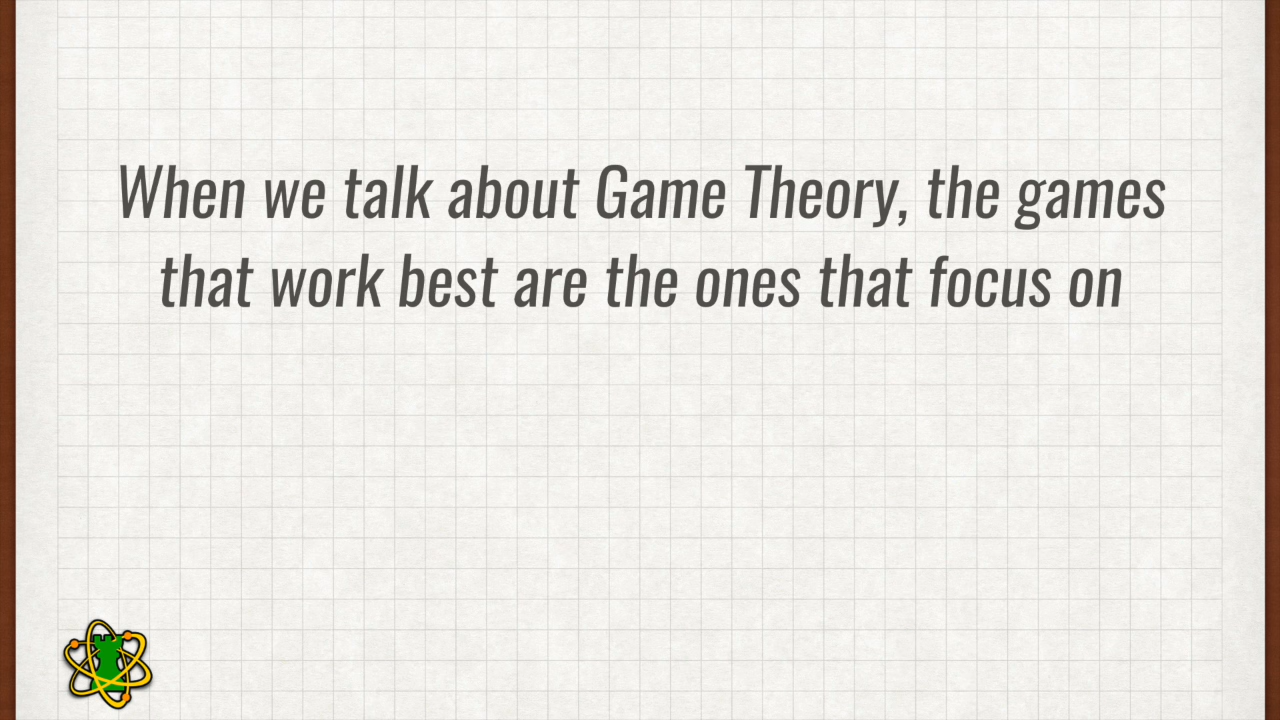 When we talk about Game Theory, the games
that work best are the ones that focus on